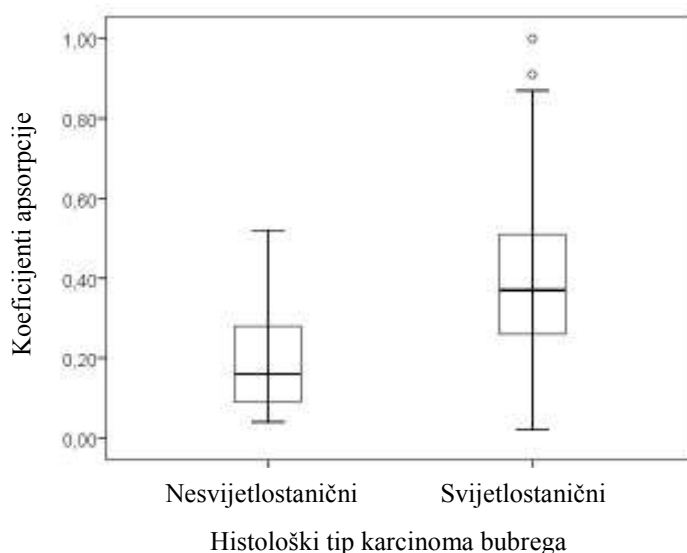 Koeficijenti apsorpcije
1,00
0,80
0,60
0,40
0,20
0,00
Nesvijetlostanični Svijetlostanični
Histološki tip karcinoma bubrega